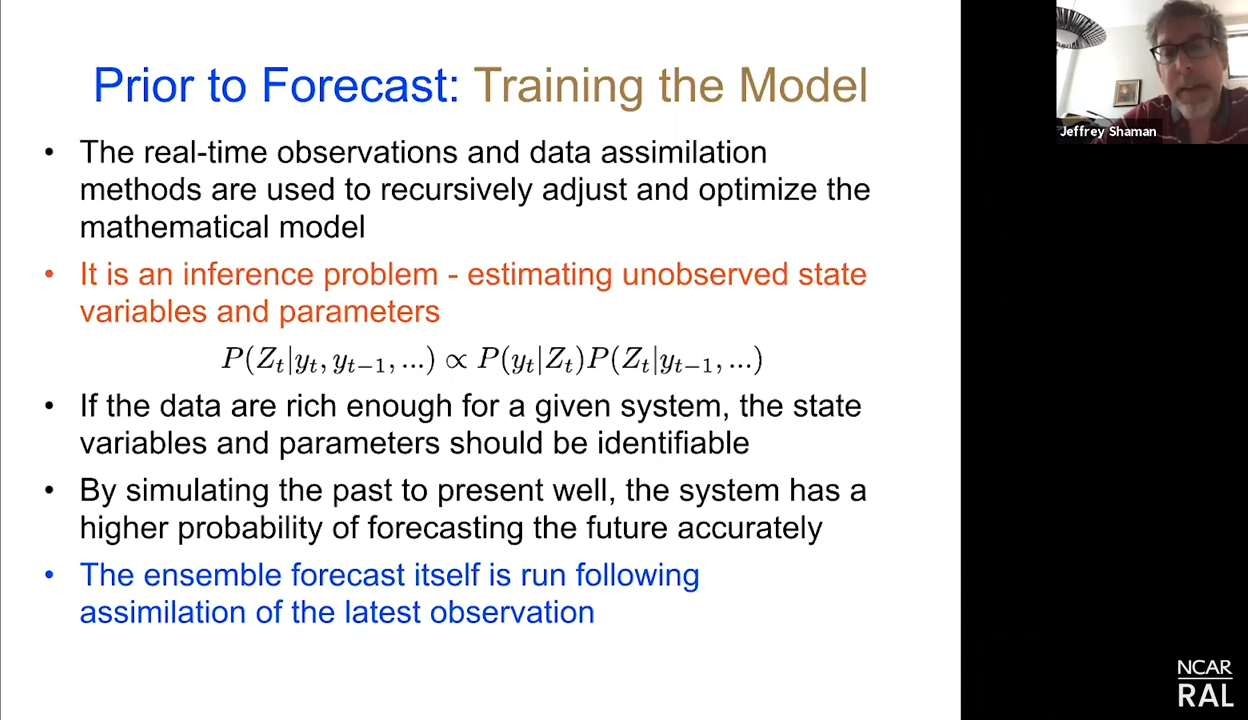 Prior to Forecast: Training the Model
• The real-time observations and data assimilation
methods are used to recursively adjust and optimize the
mathematical model
• It is an inference problem - estimating unobserved state
variables and parameters
P(Z_t|y_t, y_{t−1}, ...) ∝ P(y_t|Z_t)P(Z_t|y_{t−1}, ...)
• If the data are rich enough for a given system, the state
variables and parameters should be identifiable
• By simulating the past to present well, the system has a
higher probability of forecasting the future accurately
• The ensemble forecast itself is run following
assimilation of the latest observation
Jeffrey Shaman
NCAR
RAL